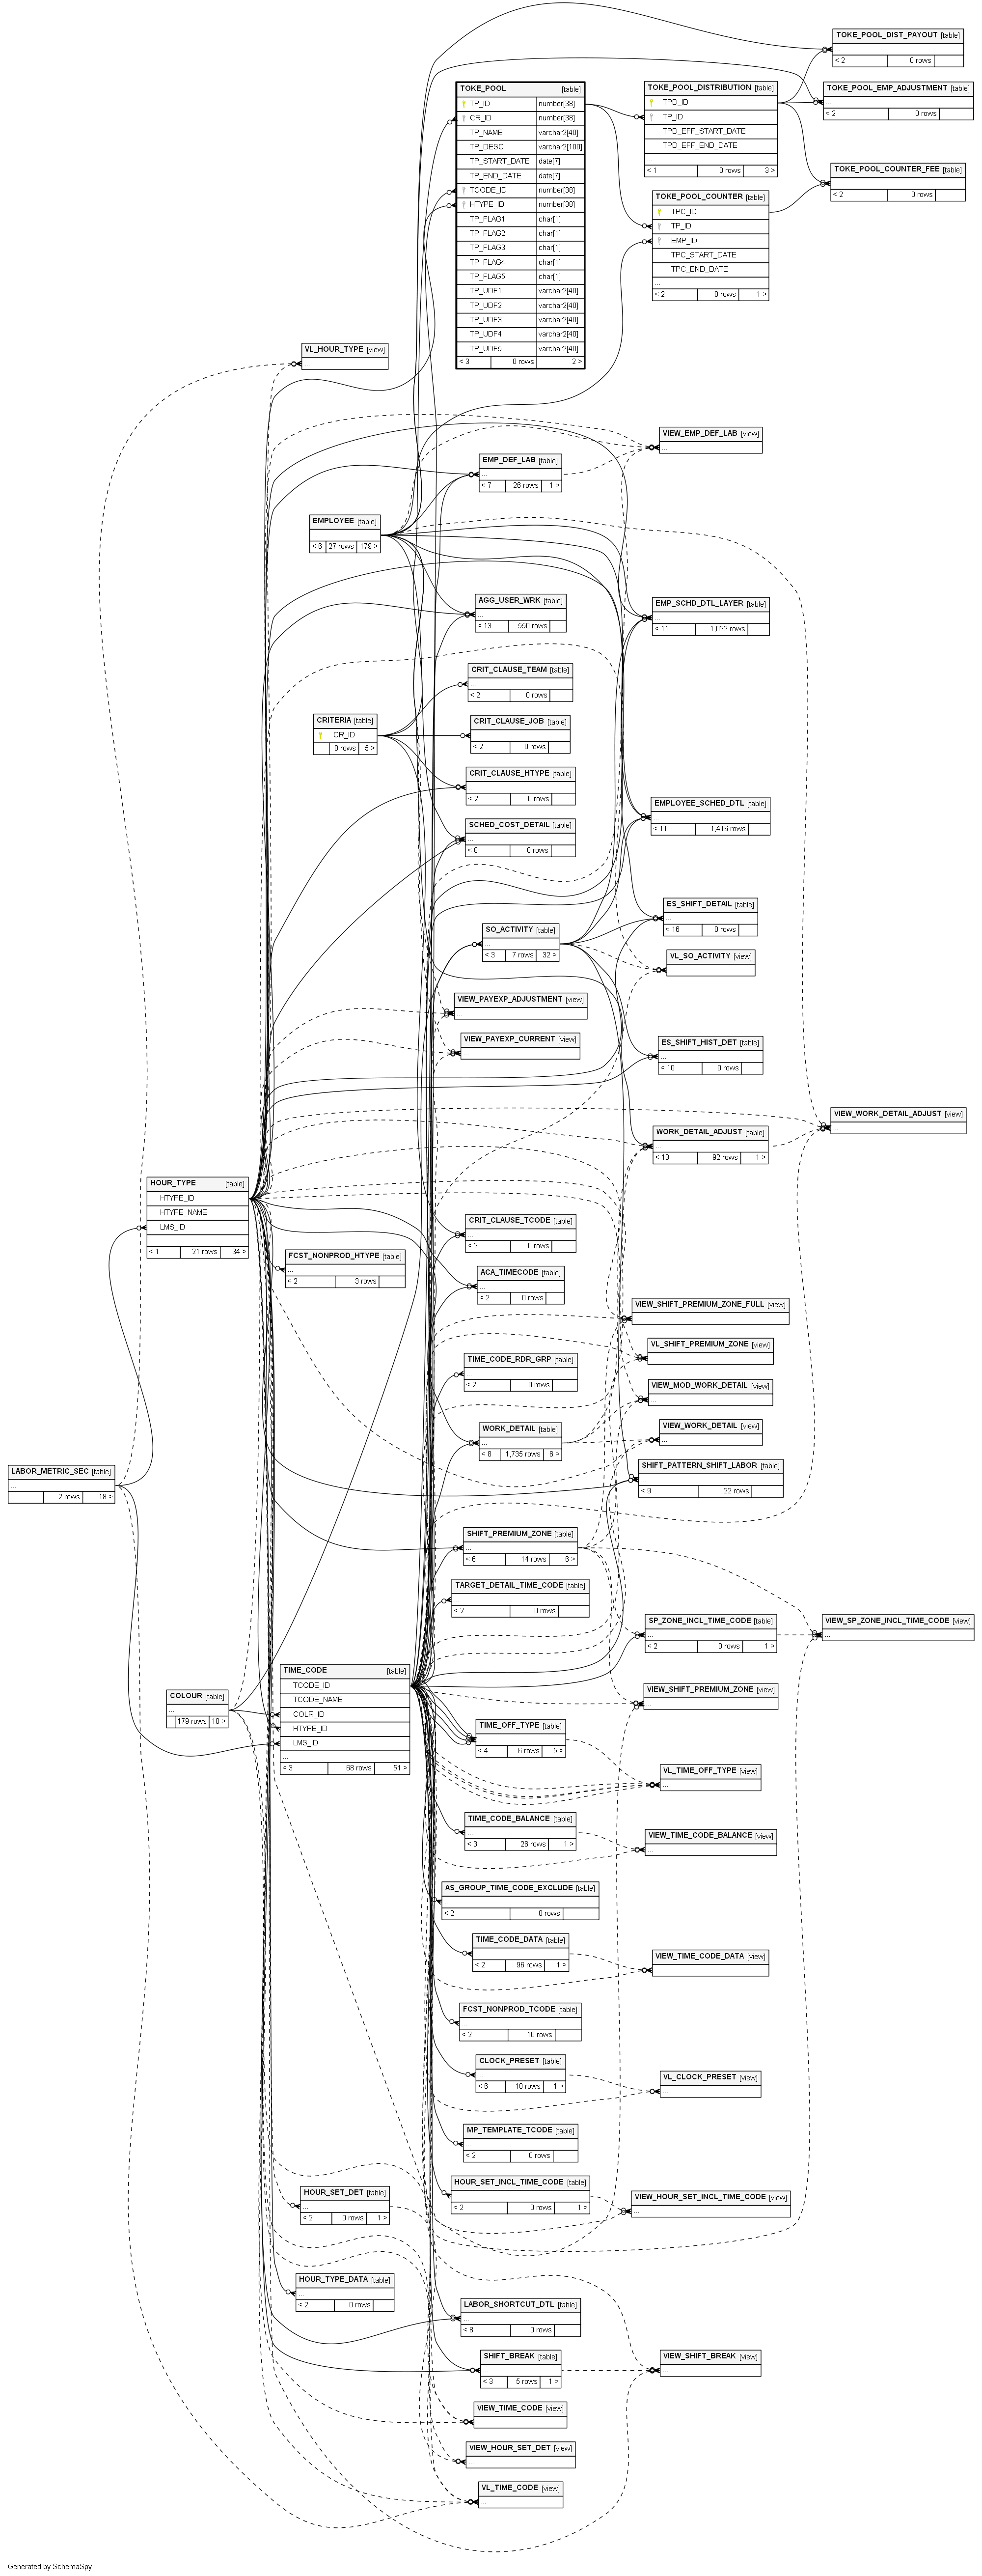 TOKE_POOL_DIST_PAYOUT [table]
...
< 2 0 rows
TOKE_POOL [table]
TP_ID number[38]
CR_ID number[38]
TP_NAME varchar2[40]
TP_DESC varchar2[100]
TP_START_DATE date[7]
TP_END_DATE date[7]
TCODE_ID number[38]
HTYPE_ID number[38]
TP_FLAG1 char[1]
TP_FLAG2 char[1]
TP_FLAG3 char[1]
TP_FLAG4 char[1]
TP_FLAG5 char[1]
TP_UDF1 varchar2[40]
TP_UDF2 varchar2[40]
TP_UDF3 varchar2[40]
TP_UDF4 varchar2[40]
TP_UDF5 varchar2[40]
< 3 0 rows 2 >
TOKE_POOL_DISTRIBUTION [table]
TPD_ID
TP_ID
TPD_EFF_START_DATE
TPD_EFF_END_DATE
...
< 1 0 rows 3 >
TOKE_POOL_EMP_ADJUSTMENT [table]
...
< 2 0 rows
TOKE_POOL_COUNTER_FEE [table]
...
< 2 0 rows
TOKE_POOL_COUNTER [table]
TPC_ID
TP_ID
EMP_ID
TPC_START_DATE
TPC_END_DATE
...
< 2 0 rows 1 >
VL_HOUR_TYPE [view]
...
VIEW_EMP_DEF_LAB [view]
...
EMP_DEF_LAB [table]
...
< 7 26 rows 1 >
EMPLOYEE [table]
...
< 6 27 rows 179 >
AGG_USER_WRK [table]
...
< 13 550 rows
EMP_SCHD_DTL_LAYER [table]
...
< 11 1,022 rows
CRIT_CLAUSE_TEAM [table]
...
< 2 0 rows
CRITERIA [table]
CR_ID
0 rows 5 >
CRIT_CLAUSE_JOB [table]
...
< 2 0 rows
CRIT_CLAUSE_HTYPE [table]
...
< 2 0 rows
EMPLOYEE_SCHED_DTL [table]
...
< 11 1,416 rows
SCHED_COST_DETAIL [table]
...
< 8 0 rows
ES_SHIFT_DETAIL [table]
...
< 16 0 rows
SO_ACTIVITY [table]
...
< 3 7 rows 32 >
VL_SO_ACTIVITY [view]
...
VIEW_PAYEXP_ADJUSTMENT [view]
...
VIEW_PAYEXP_CURRENT [view]
...
ES_SHIFT_HIST_DET [table]
...
< 10 0 rows
VIEW_WORK_DETAIL_ADJUST [view]
...
WORK_DETAIL_ADJUST [table]
...
< 13 92 rows 1 >
HOUR_TYPE [table]
HTYPE_ID
HTYPE_NAME
LMS_ID
...
< 1 21 rows 34 >
CRIT_CLAUSE_TCODE [table]
...
< 2 0 rows
FCST_NONPROD_HTYPE [table]
...
< 2 3 rows
ACA_TIMECODE [table]
...
< 2 0 rows
VIEW_SHIFT_PREMIUM_ZONE_FULL [view]
...
VL_SHIFT_PREMIUM_ZONE [view]
...
TIME_CODE_RDR_GRP [table]
...
< 2 0 rows
VIEW_MOD_WORK_DETAIL [view]
...
WORK_DETAIL [table]
...
< 8 1,735 rows 6 >
VIEW_WORK_DETAIL [view]
...
SHIFT_PATTERN_SHIFT_LABOR [table]
...
< 9 22 rows
LABOR_METRIC_SEC [table]
...
2 rows 18 >
SHIFT_PREMIUM_ZONE [table]
...
< 6 14 rows 6 >
TARGET_DETAIL_TIME_CODE [table]
...
< 2 0 rows
SP_ZONE_INCL_TIME_CODE [table]
...
< 2 0 rows 1 >
VIEW_SP_ZONE_INCL_TIME_CODE [view]
...
TIME_CODE [table]
TCODE_ID
TCODE_NAME
COLR_ID
HTYPE_ID
LMS_ID
...
< 3 68 rows 51 >
COLOUR [table]
...
179 rows 18 >
VIEW_SHIFT_PREMIUM_ZONE [view]
...
TIME_OFF_TYPE [table]
...
< 4 6 rows 5 >
VL_TIME_OFF_TYPE [view]
...
TIME_CODE_BALANCE [table]
...
< 3 26 rows 1 >
VIEW_TIME_CODE_BALANCE [view]
...
AS_GROUP_TIME_CODE_EXCLUDE [table]
...
< 2 0 rows
TIME_CODE_DATA [table]
...
< 2 96 rows 1 >
VIEW_TIME_CODE_DATA [view]
...
FCST_NONPROD_TCODE [table]
...
< 2 10 rows
CLOCK_PRESET [table]
...
< 6 10 rows 1 >
VL_CLOCK_PRESET [view]
...
MP_TEMPLATE_TCODE [table]
...
< 2 0 rows
HOUR_SET_INCL_TIME_CODE [table]
...
< 2 0 rows 1 >
HOUR_SET_DET [table]
...
< 2 0 rows 1 >
VIEW_HOUR_SET_INCL_TIME_CODE [view]
...
HOUR_TYPE_DATA [table]
...
< 2 0 rows
LABOR_SHORTCUT_DTL [table]
...
< 8 0 rows
SHIFT_BREAK [table]
...
< 3 5 rows 1 >
VIEW_SHIFT_BREAK [view]
...
VIEW_TIME_CODE [view]
...
VIEW_HOUR_SET_DET [view]
...
VL_TIME_CODE [view]
...
Generated by SchemaSpy